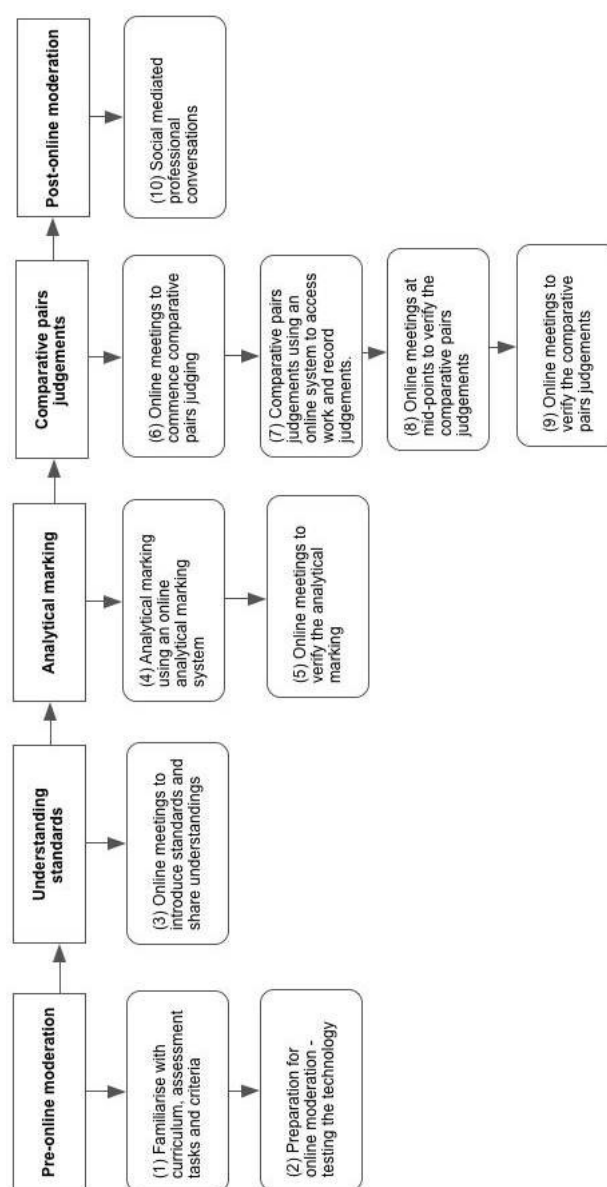 Pre-online moderation
(1) Familiarise with
curriculum, assessment
tasks and criteria
(2) Preparation for
online moderation -
testing the technology
Understanding
standards
(3) Online meetings to
introduce standards and
share understandings
Analytical marking
(4) Analytical marking
using an online
analytical marking
system
(5) Online meetings to
verify the analytical
marking
Comparative pairs
judgements
(6) Online meetings to
commence comparative
pairs judging
(7) Comparative pairs
judgements using an
online system to access
work and record
judgements.
(8) Online meetings at
mid-points to verify the
comparative pairs
judgements
(9) Online meetings to
verify the comparative
pairs judgements
Post-online moderation
(10) Social mediated
professional
conversations